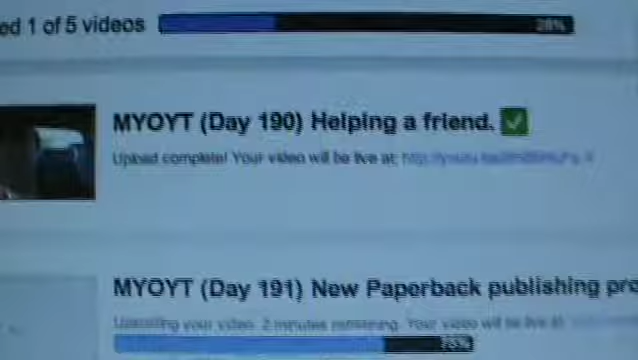 ed 1 of 5 videos 28%
MYOYT (Day 190) Helping a friend.
Upload complete! Your video will be live at:
MYOYT (Day 191) New Paperback publishing pro
Uploading your video. 2 minutes remaining. Your video will be live at: